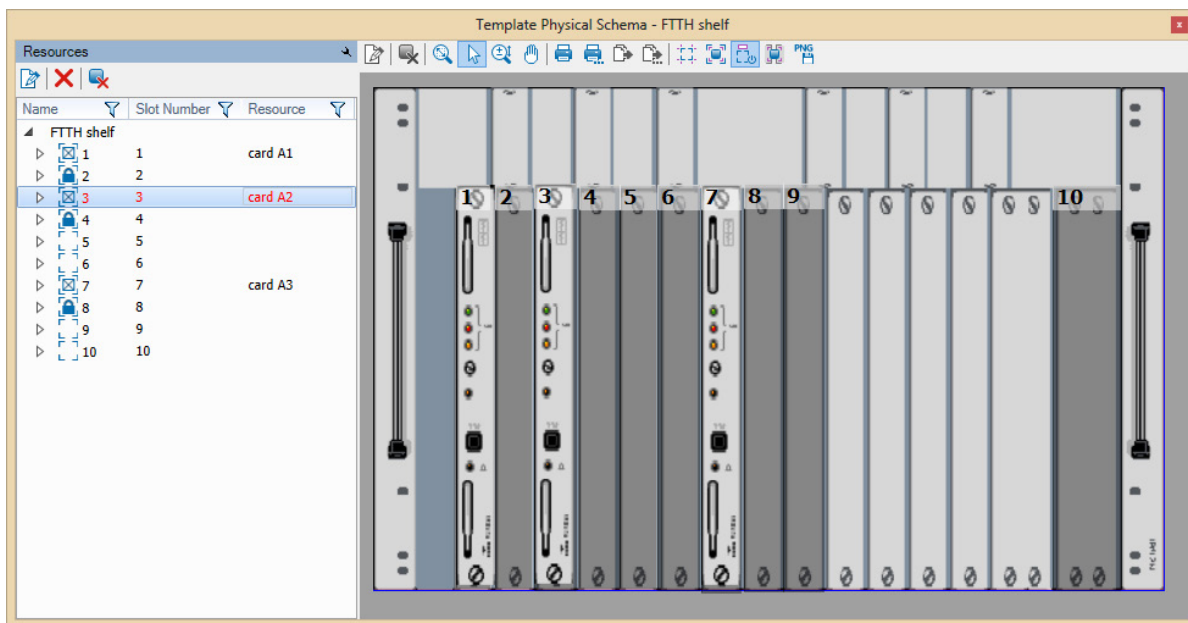 Template Physical Schema - FTTH shelf
x
Resources
PNG
Name Slot Number Resource
FTTH shelf
1 1 card A1
2 2
3 3 card A2
4 4
5 5
6 6
7 7 card A3
8 8
9 9
10 10
1 2 3 4 5 6 7 8 9 10